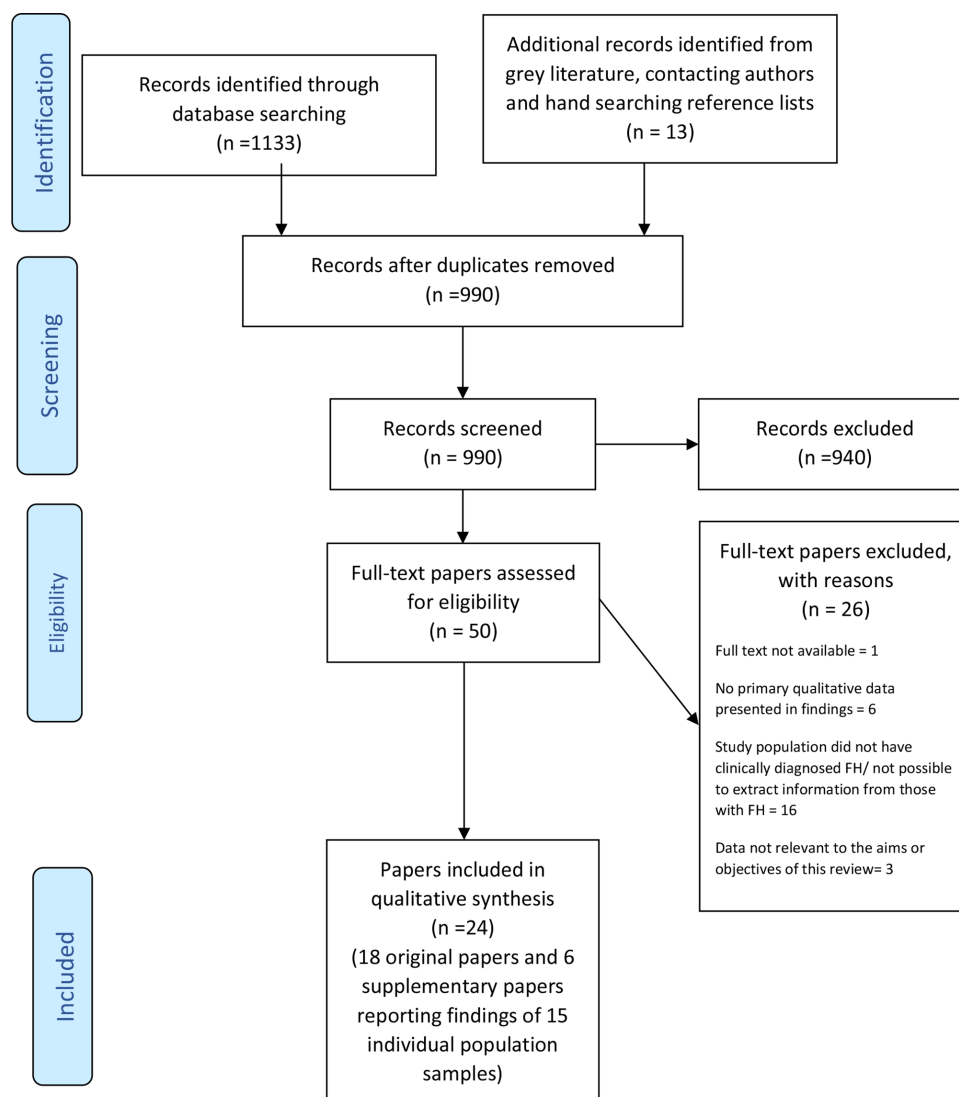 Identification
Records identified through
database searching
(n =1133)
Additional records identified from
grey literature, contacting authors
and hand searching reference lists
(n = 13)
Screening
Records after duplicates removed
(n =990)
Records screened
(n = 990)
Records excluded
(n =940)
Eligibility
Full-text papers assessed
for eligibility
(n = 50)
Full-text papers excluded,
with reasons
(n = 26)
Full text not available = 1
No primary qualitative data
presented in findings = 6
Study population did not have
clinically diagnosed FH/ not possible
to extract information from those
with FH = 16
Data not relevant to the aims or
objectives of this review= 3
Included
Papers included in
qualitative synthesis
(n =24)
(18 original papers and 6
supplementary papers
reporting findings of 15
individual population
samples)